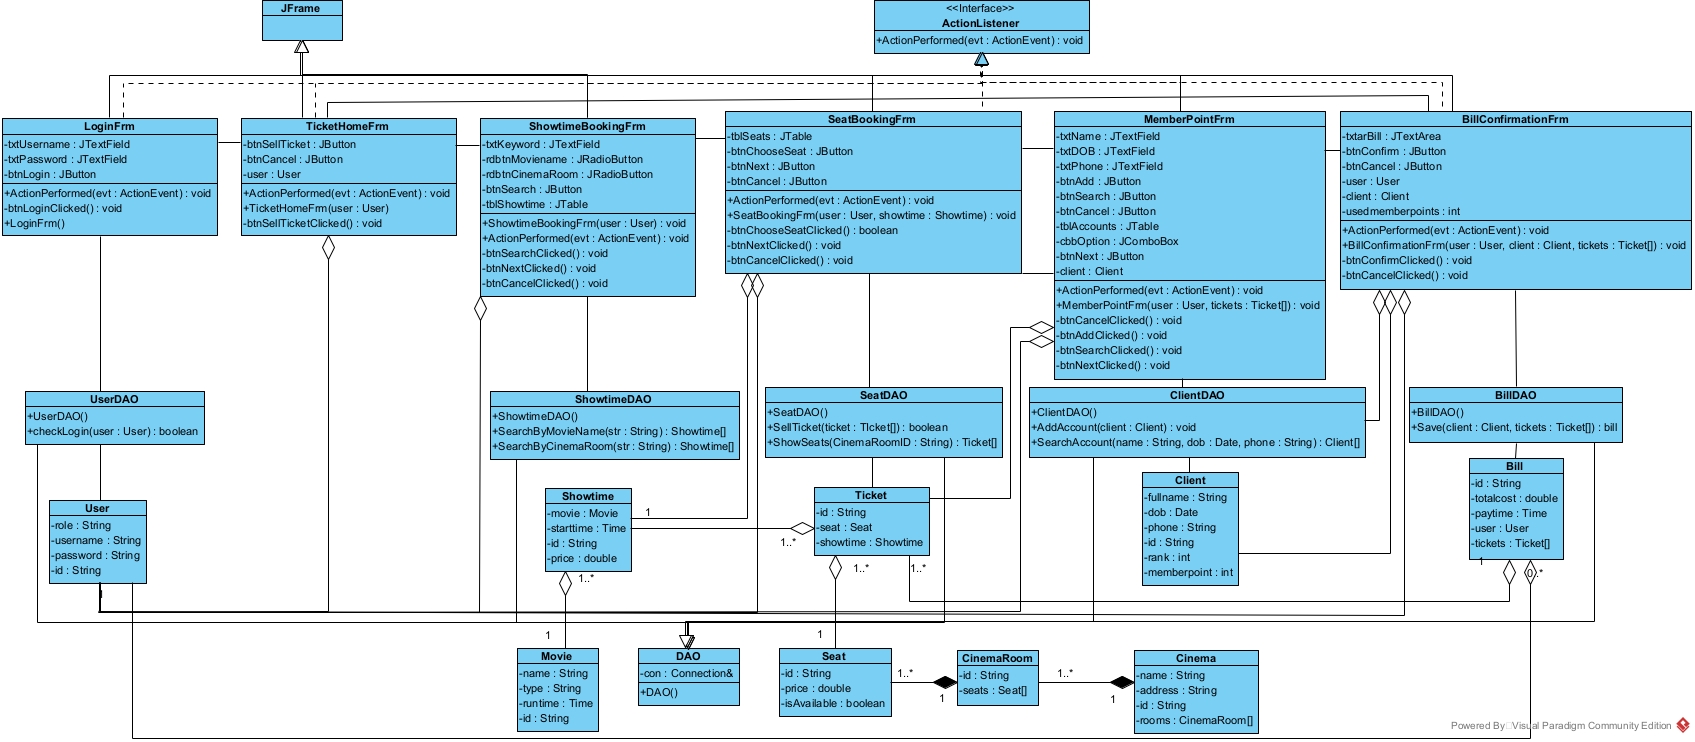 JFrame
<<Interface>>
ActionListener
+ActionPerformed(evt : ActionEvent) : void
LoginFrm
-txtUsername : JTextField
-txtPassword : JTextField
-btnLogin : JButton
+ActionPerformed(evt : ActionEvent) : void
-btnLoginClicked() : void
+LoginFrm()
TicketHomeFrm
-btnSellTicket : JButton
-btnCancel : JButton
-user : User
+ActionPerformed(evt : ActionEvent) : void
+TicketHomeFrm(user : User)
-btnSellTicketClicked() : void
ShowtimeBookingFrm
-txtKeyword : JTextField
-rdbtnMoviename : JRadioButton
-rdbtnCinemaRoom : JRadioButton
-btnSearch : JButton
-tblShowtime : JTable
+ShowtimeBookingFrm(user : User) : void
+ActionPerformed(evt : ActionEvent) : void
-btnSearchClicked() : void
-btnNextClicked() : void
-btnCancelClicked() : void
SeatBookingFrm
-tblSeats : JTable
-btnChooseSeat : JButton
-btnNext : JButton
-btnCancel : JButton
+ActionPerformed(evt : ActionEvent) : void
+SeatBookingFrm(user : User, showtime : Showtime) : void
-btnChooseSeatClicked() : boolean
-btnNextClicked() : void
-btnCancelClicked() : void
MemberPointFrm
-txtName : JTextField
-txtDOB : JTextField
-txtPhone : JTextField
-btnAdd : JButton
-btnSearch : JButton
-btnCancel : JButton
-tblAccounts : JTable
-cbbOption : JComboBox
-btnNext : JButton
-client : Client
+ActionPerformed(evt : ActionEvent) : void
+MemberPointFrm(user : User, tickets : Ticket[]) : void
-btnCancelClicked() : void
-btnAddClicked() : void
-btnSearchClicked() : void
-btnNextClicked() : void
BillConfirmationFrm
-txtarBill : JTextArea
-btnConfirm : JButton
-btnCancel : JButton
-user : User
-client : Client
-usedmemberpoints : int
+ActionPerformed(evt : ActionEvent) : void
+BillConfirmationFrm(user : User, client : Client, tickets : Ticket[]) : void
-btnConfirmClicked() : void
-btnCancelClicked() : void
UserDAO
+UserDAO()
+checkLogin(user : User) : boolean
ShowtimeDAO
+ShowtimeDAO()
+SearchByMovieName(str : String) : Showtime[]
+SearchByCinemaRoom(str : String) : Showtime[]
SeatDAO
+SeatDAO()
+SellTicket(ticket : TIcket[]) : boolean
+ShowSeats(CinemaRoomID : String) : Ticket[]
ClientDAO
+ClientDAO()
+AddAccount(client : Client) : void
+SearchAccount(name : String, dob : Date, phone : String) : Client[]
BillDAO
+BillDAO()
+Save(client : Client, tickets : Ticket[]) : bill
User
-role : String
-username : String
-password : String
-id : String
1
Showtime
-movie : Movie
-starttime : Time
-id : String
-price : double
1
1..*
1..*
Ticket
-id : String
-seat : Seat
-showtime : Showtime
1..*
1..*
Client
-fullname : String
-dob : Date
-phone : String
-id : String
-rank : int
-memberpoint : int
Bill
-id : String
-totalcost : double
-paytime : Time
-user : User
-tickets : Ticket[]
1
0..*
1
Movie
-name : String
-type : String
-runtime : Time
-id : String
DAO
-con : Connection&
+DAO()
1
Seat
-id : String
-price : double
-isAvailable : boolean
1..*
1
CinemaRoom
-id : String
-seats : Seat[]
1..*
1
Cinema
-name : String
-address : String
-id : String
-rooms : CinemaRoom[]
Powered By Visual Paradigm Community Edition